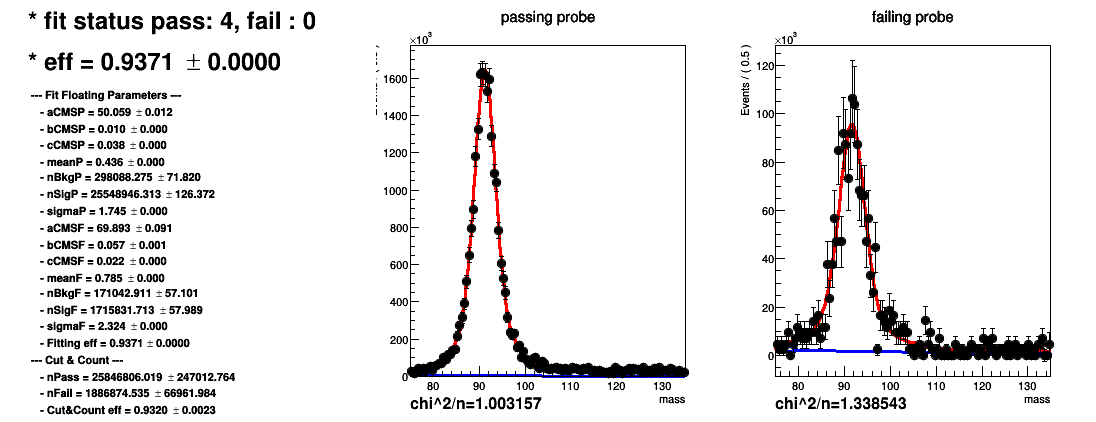 * fit status pass: 4, fail : 0
* eff = 0.9371 ± 0.0000
--- Fit Floating Parameters ---
- aCMSP = 50.059 ± 0.012
- bCMSP = 0.010 ± 0.000
- cCMSP = 0.038 ± 0.000
- meanP = 0.436 ± 0.000
- nBkgP = 298088.275 ± 71.820
- nSigP = 25548946.313 ± 126.372
- sigmaP = 1.745 ± 0.000
- aCMSF = 69.893 ± 0.091
- bCMSF = 0.057 ± 0.001
- cCMSF = 0.022 ± 0.000
- meanF = 0.785 ± 0.000
- nBkgF = 171042.911 ± 57.101
- nSigF = 1715831.713 ± 57.989
- sigmaF = 2.324 ± 0.000
- Fitting eff = 0.9371 ± 0.0000
--- Cut & Count ---
- nPass = 25846806.019 ± 247012.764
- nFail = 1886874.535 ± 66961.984
- Cut&Count eff = 0.9320 ± 0.0023
passing probe
×10³
1600
1400
1200
1000
800
600
400
200
0
80 90 100 110 120 130
mass
chi^2/n=1.003157
failing probe
×10³
Events / ( 0.5 )
120
100
80
60
40
20
0
80 90 100 110 120 130
mass
chi^2/n=1.338543